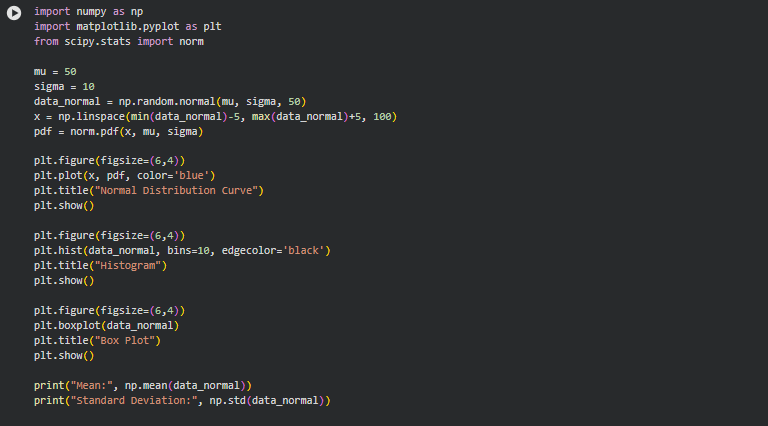 import numpy as np
import matplotlib.pyplot as plt
from scipy.stats import norm
mu = 50
sigma = 10
data_normal = np.random.normal(mu, sigma, 50)
x = np.linspace(min(data_normal)-5, max(data_normal)+5, 100)
pdf = norm.pdf(x, mu, sigma)
plt.figure(figsize=(6,4))
plt.plot(x, pdf, color='blue')
plt.title("Normal Distribution Curve")
plt.show()
plt.figure(figsize=(6,4))
plt.hist(data_normal, bins=10, edgecolor='black')
plt.title("Histogram")
plt.show()
plt.figure(figsize=(6,4))
plt.boxplot(data_normal)
plt.title("Box Plot")
plt.show()
print("Mean:", np.mean(data_normal))
print("Standard Deviation:", np.std(data_normal))